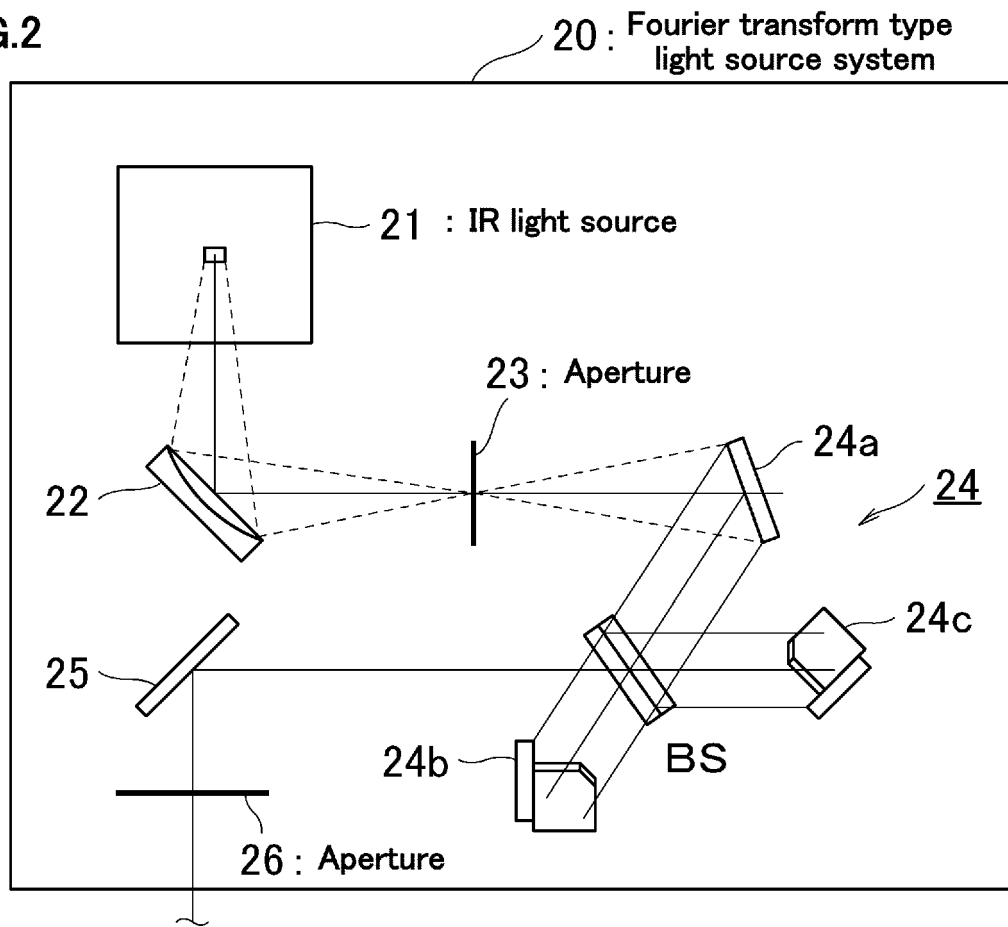 20 : Fourier transform type
light source system
21 : IR light source
23 : Aperture
24a
22
24
24c
25
24b
BS
26 : Aperture